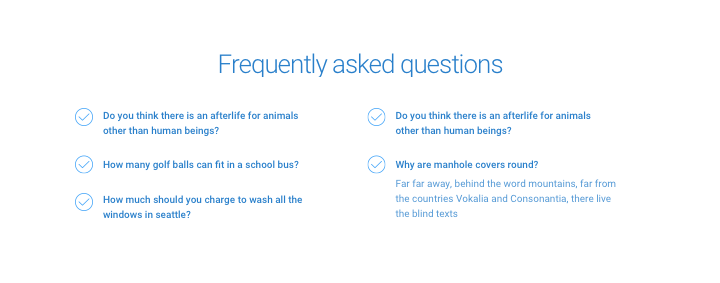 Frequently asked questions
Do you think there is an afterlife for animals
other than human beings?
How many golf balls can fit in a school bus?
How much should you charge to wash all the
windows in seattle?
Do you think there is an afterlife for animals
other than human beings?
Why are manhole covers round?
Far far away, behind the word mountains, far from
the countries Vokalia and Consonantia, there live
the blind texts